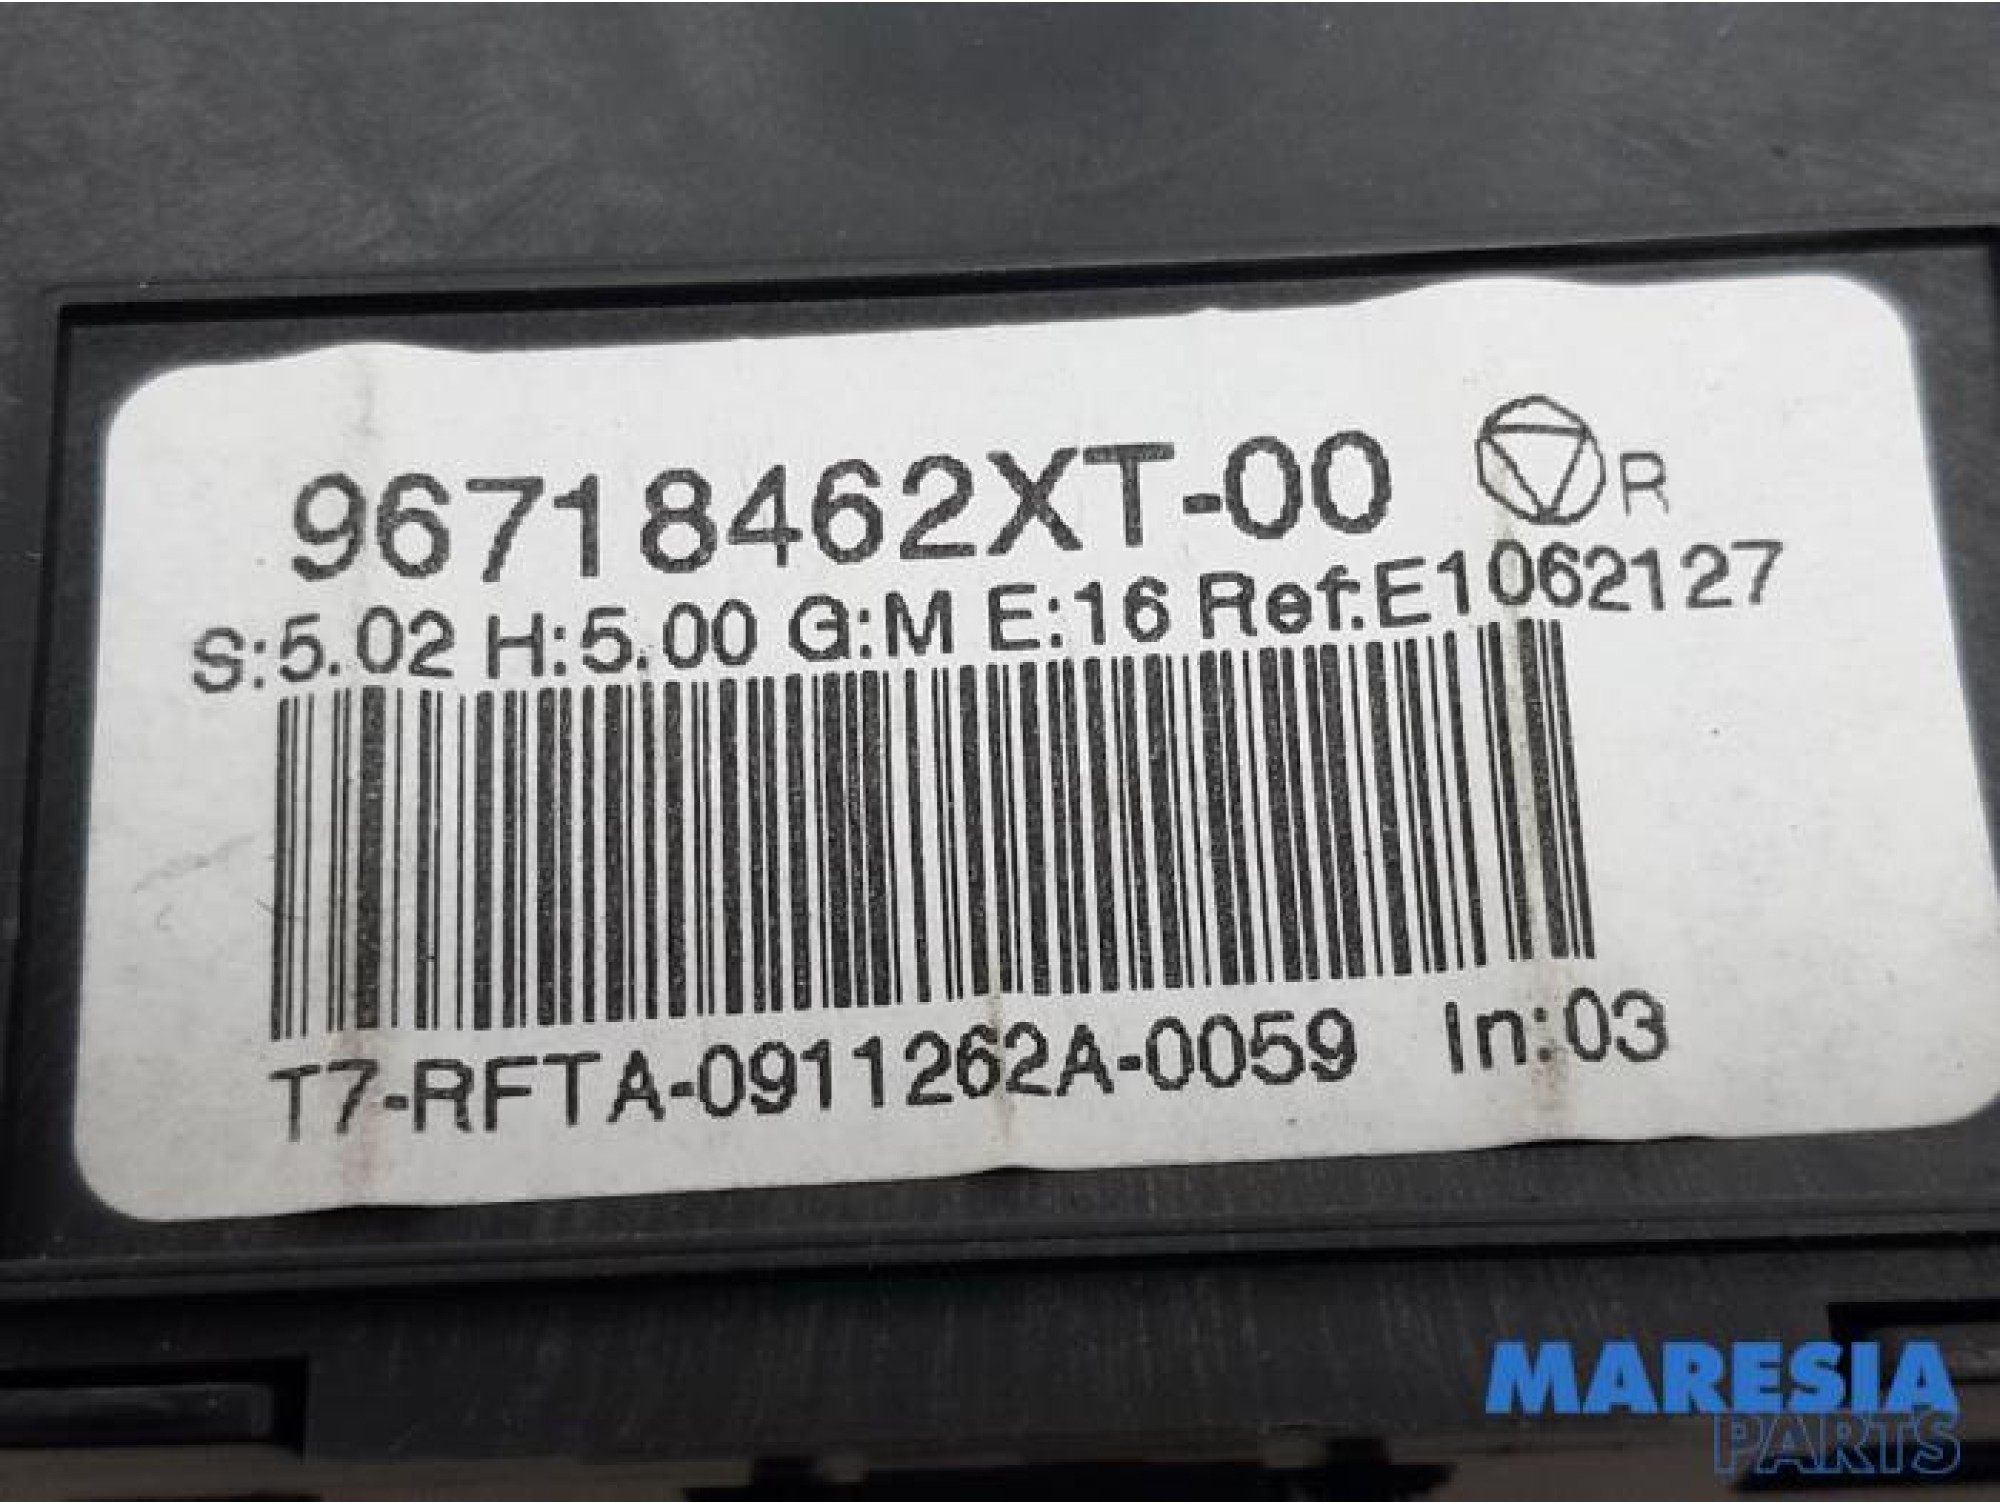 96718462XT-00 R
S:5.02 H:5.00 G:M E:16 Ref:E1062127
T7-RFTA-0911262A-0059 In:03
MARESIA
PARTS